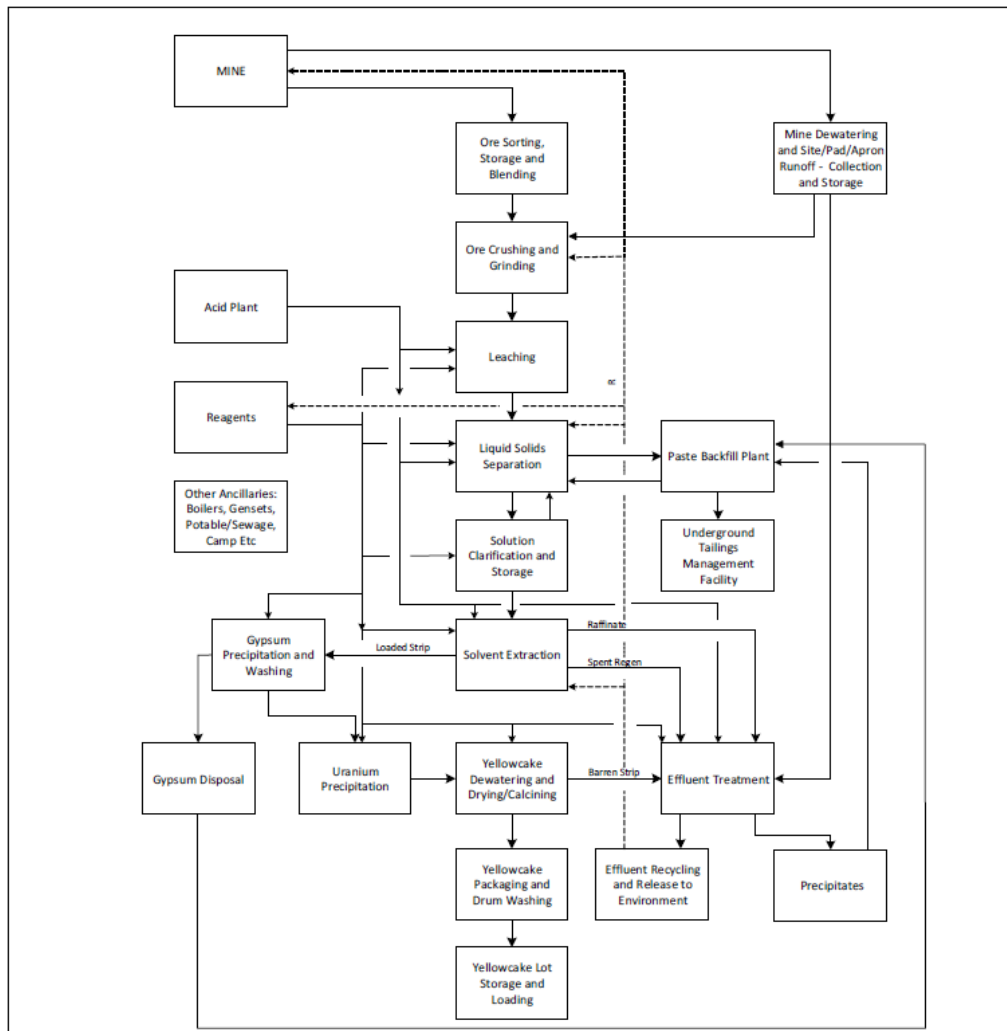 MINE
Ore Sorting,
Storage and
Blending
Mine Dewatering
and Site/Pad/Apron
Runoff - Collection
and Storage
Ore Crushing and
Grinding
Acid Plant
Leaching
Reagents
Liquid Solids
Separation
Paste Backfill Plant
Other Ancillaries:
Boilers, Gensets,
Potable/Sewage,
Camp Etc
Solution
Clarification and
Storage
Underground
Tailings
Management
Facility
Gypsum
Precipitation and
Washing
Loaded Strip
Solvent Extraction
Raffinate
Spent Regen
Gypsum Disposal
Uranium
Precipitation
Yellowcake
Dewatering and
Drying/Calcining
Barren Strip
Effluent Treatment
Yellowcake
Packaging and
Drum Washing
Effluent Recycling
and Release to
Environment
Precipitates
Yellowcake Lot
Storage and
Loading